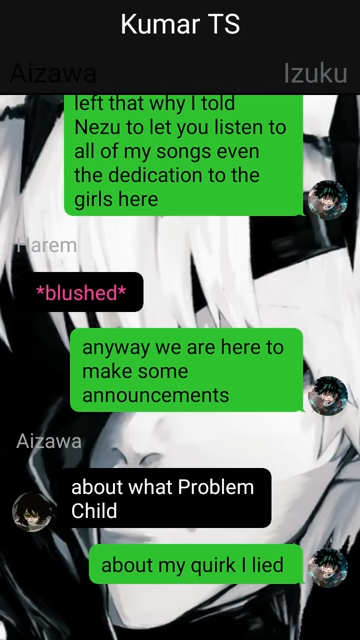 Kumar TS
Aizawa
Izuku
left that why I told
Nezu to let you listen to
all of my songs even
the dedication to the
girls here
Harem
*blushed*
anyway we are here to
make some
announcements
Aizawa
about what Problem
Child
about my quirk I lied